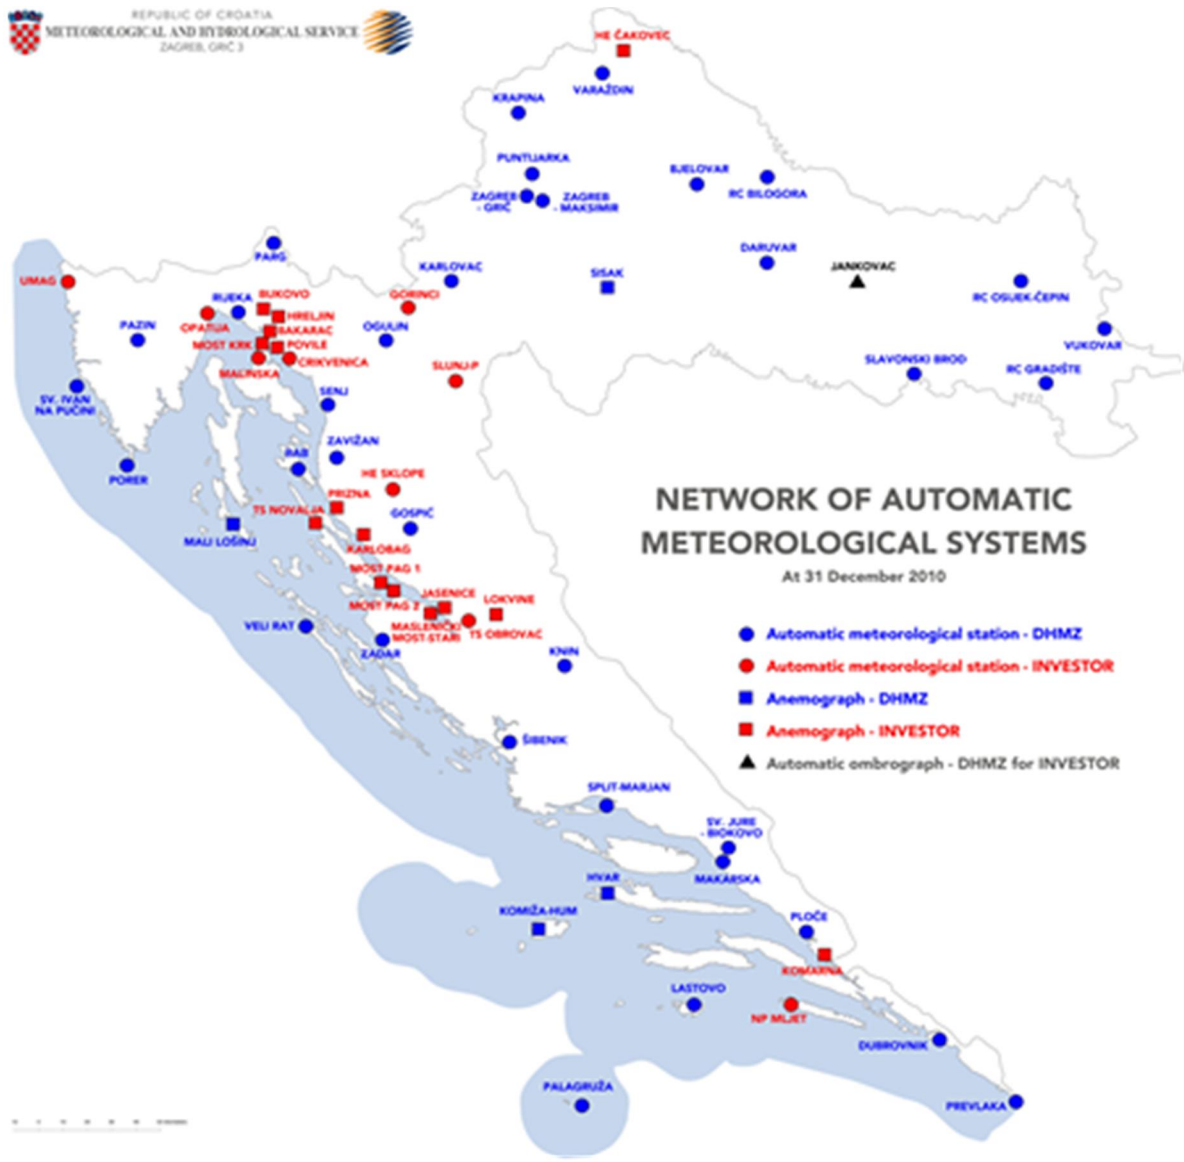 REPUBLIC OF CROATIA
METEOROLOGICAL AND HYDROLOGICAL SERVICE
ZAGREB, GRIČ 3
HE ČAKOVEC
VARAŽDIN
KRAPINA
PUNTIJARKA
ZAGREB
- GRIČ
ZAGREB
- MAKSIMIR
BJELOVAR
RC BILOGORA
DARUVAR
JANKOVAC
SISAK
RC OSIJEK-ČEPIN
VUKOVAR
SLAVONSKI BROD
RC GRADIŠTE
PARG
KARLOVAC
UMAG
RIJEKA
BUKOVO
GORINCI
OPATIJA
HRELJIN
PAZIN
BAKARAC
OGULIN
MOST KRK
POVILE
CRIKVENICA
MALINSKA
SLUNJ-P
SV. IVAN
NA PUČINI
SENJ
ZAVIŽAN
RAB
PORER
HE SKLOPE
PRIZNA
TS NOVALJA
GOSPIĆ
MALI LOŠINJ
KARLOBAG
MOST PAG 1
MOST PAG 2
JASENICE
LOKVINE
MASLENIČKI
MOST-STARI
TS OBROVAC
VELI RAT
ZADAR
KNIN
ŠIBENIK
NETWORK OF AUTOMATIC
METEOROLOGICAL SYSTEMS
At 31 December 2010
Automatic meteorological station - DHMZ
Automatic meteorological station - INVESTOR
Anemograph - DHMZ
Anemograph - INVESTOR
Automatic ombrograph - DHMZ for INVESTOR
SPLIT-MARJAN
SV. JURE
- BIOKOVO
MAKARSKA
HVAR
KOMIŽA-HUM
PLOČE
KOMARNA
LASTOVO
NP MLJET
DUBROVNIK
PALAGRUŽA
PREVLAKA